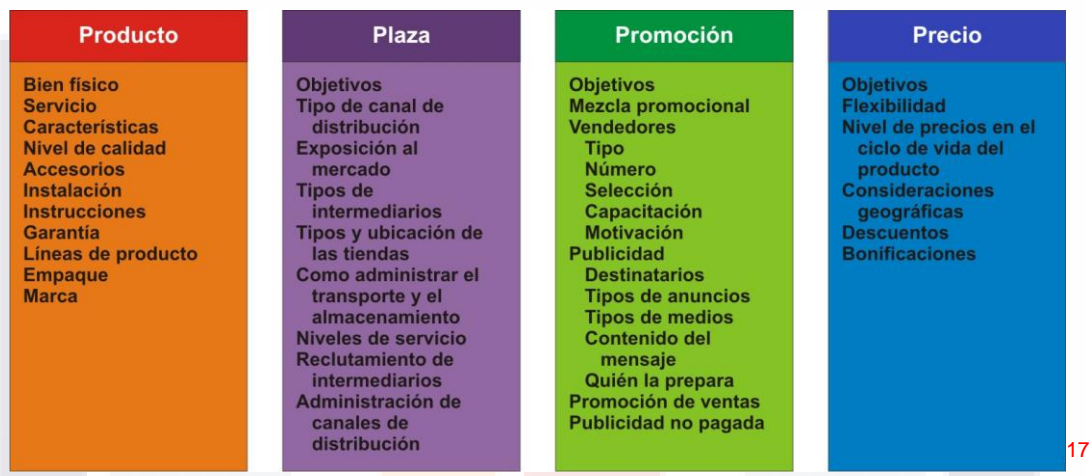 Producto
Bien físico
Servicio
Características
Nivel de calidad
Accesorios
Instalación
Instrucciones
Garantía
Líneas de producto
Empaque
Marca
Plaza
Objetivos
Tipo de canal de
distribución
Exposición al
mercado
Tipos de
intermediarios
Tipos y ubicación de
las tiendas
Como administrar el
transporte y el
almacenamiento
Niveles de servicio
Reclutamiento de
intermediarios
Administración de
canales de
distribución
Promoción
Objetivos
Mezcla promocional
Vendedores
Tipo
Número
Selección
Capacitación
Motivación
Publicidad
Destinatarios
Tipos de anuncios
Tipos de medios
Contenido del
mensaje
Quién la prepara
Promoción de ventas
Publicidad no pagada
Precio
Objetivos
Flexibilidad
Nivel de precios en el
ciclo de vida del
producto
Consideraciones
geográficas
Descuentos
Bonificaciones
17